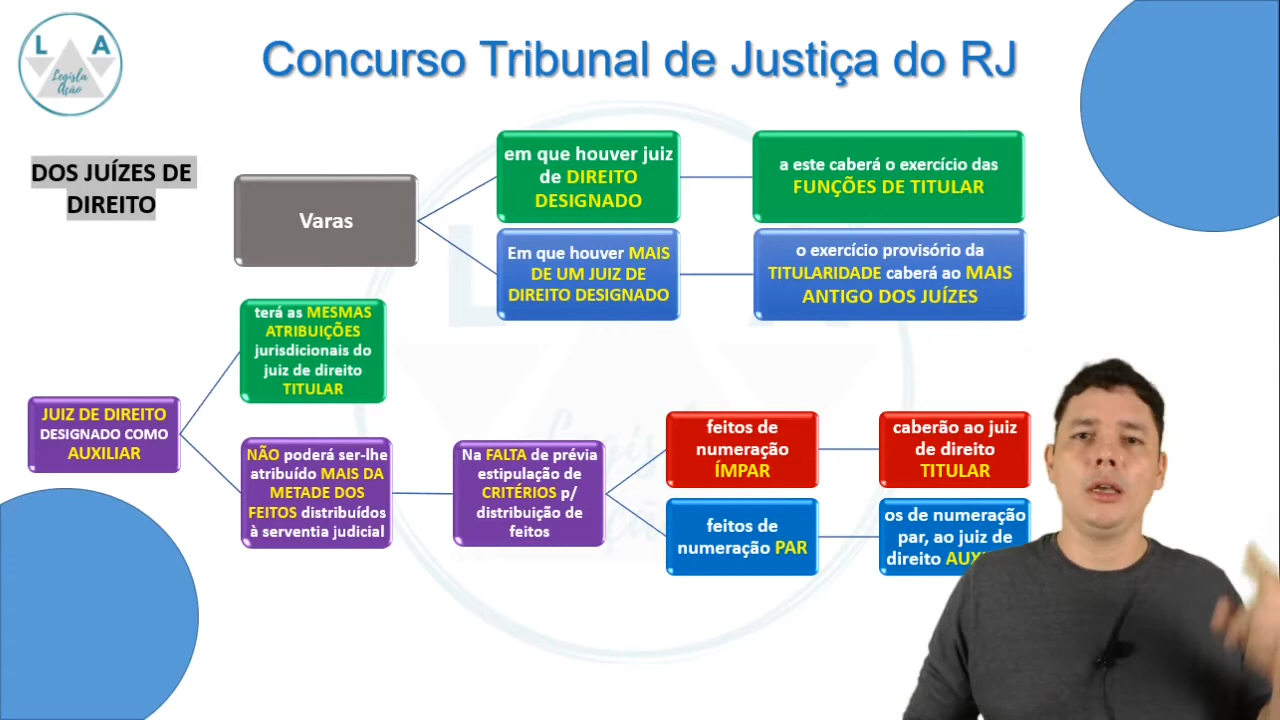 L A
Legisla
Ação
Concurso Tribunal de Justiça do RJ
DOS JUÍZES DE
DIREITO
Varas
em que houver juiz
de DIREITO
DESIGNADO
a este caberá o exercício das
FUNÇÕES DE TITULAR
Em que houver MAIS
DE UM JUIZ DE
DIREITO DESIGNADO
o exercício provisório da
TITULARIDADE caberá ao MAIS
ANTIGO DOS JUÍZES
terá as MESMAS
ATRIBUIÇÕES
jurisdicionais do
juiz de direito
TITULAR
JUIZ DE DIREITO
DESIGNADO COMO
AUXILIAR
NÃO poderá ser-lhe
atribuído MAIS DA
METADE DOS
FEITOS distribuídos
à serventia judicial
Na FALTA de prévia
estipulação de
CRITÉRIOS p/
distribuição de
feitos
feitos de
numeração
ÍMPAR
caberão ao juiz
de direito
TITULAR
feitos de
numeração PAR
os de numeração
par, ao juiz de
direito